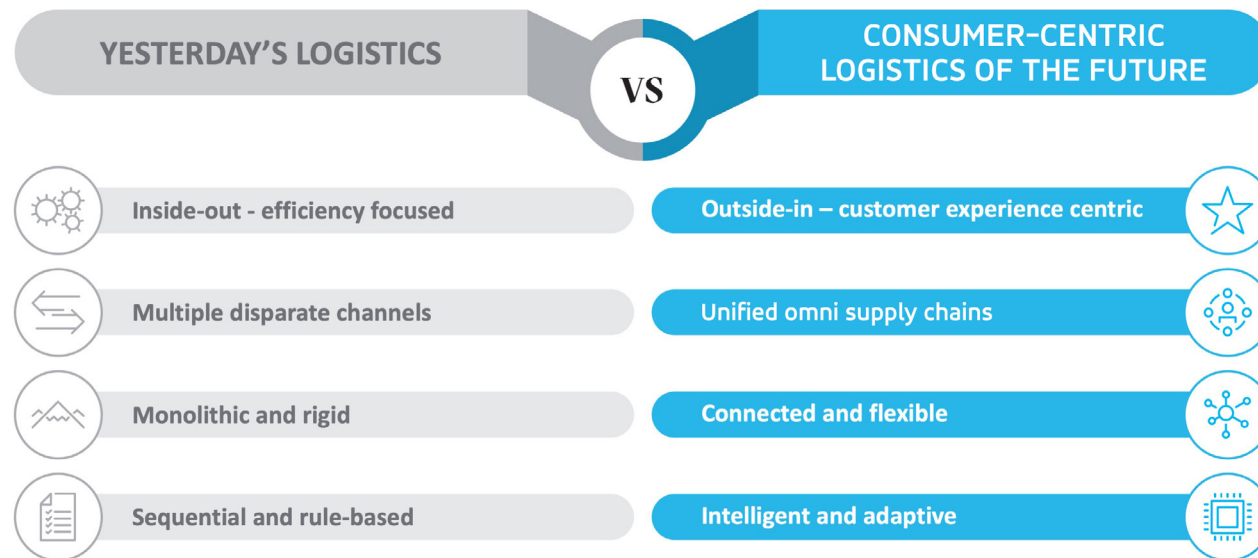 YESTERDAY’S LOGISTICS
VS
CONSUMER-CENTRIC
LOGISTICS OF THE FUTURE
Inside-out - efficiency focused
Outside-in – customer experience centric
Multiple disparate channels
Unified omni supply chains
Monolithic and rigid
Connected and flexible
Sequential and rule-based
Intelligent and adaptive